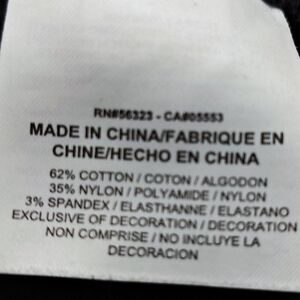 RN#56323 - CA#05553
MADE IN CHINA/FABRIQUE EN
CHINE/HECHO EN CHINA
62% COTTON / COTON / ALGODON
35% NYLON / POLYAMIDE / NYLON
3% SPANDEX / ELASTHANNE / ELASTANO
EXCLUSIVE OF DECORATION / DECORATION
NON COMPRISE / NO INCLUYE LA
DECORACION